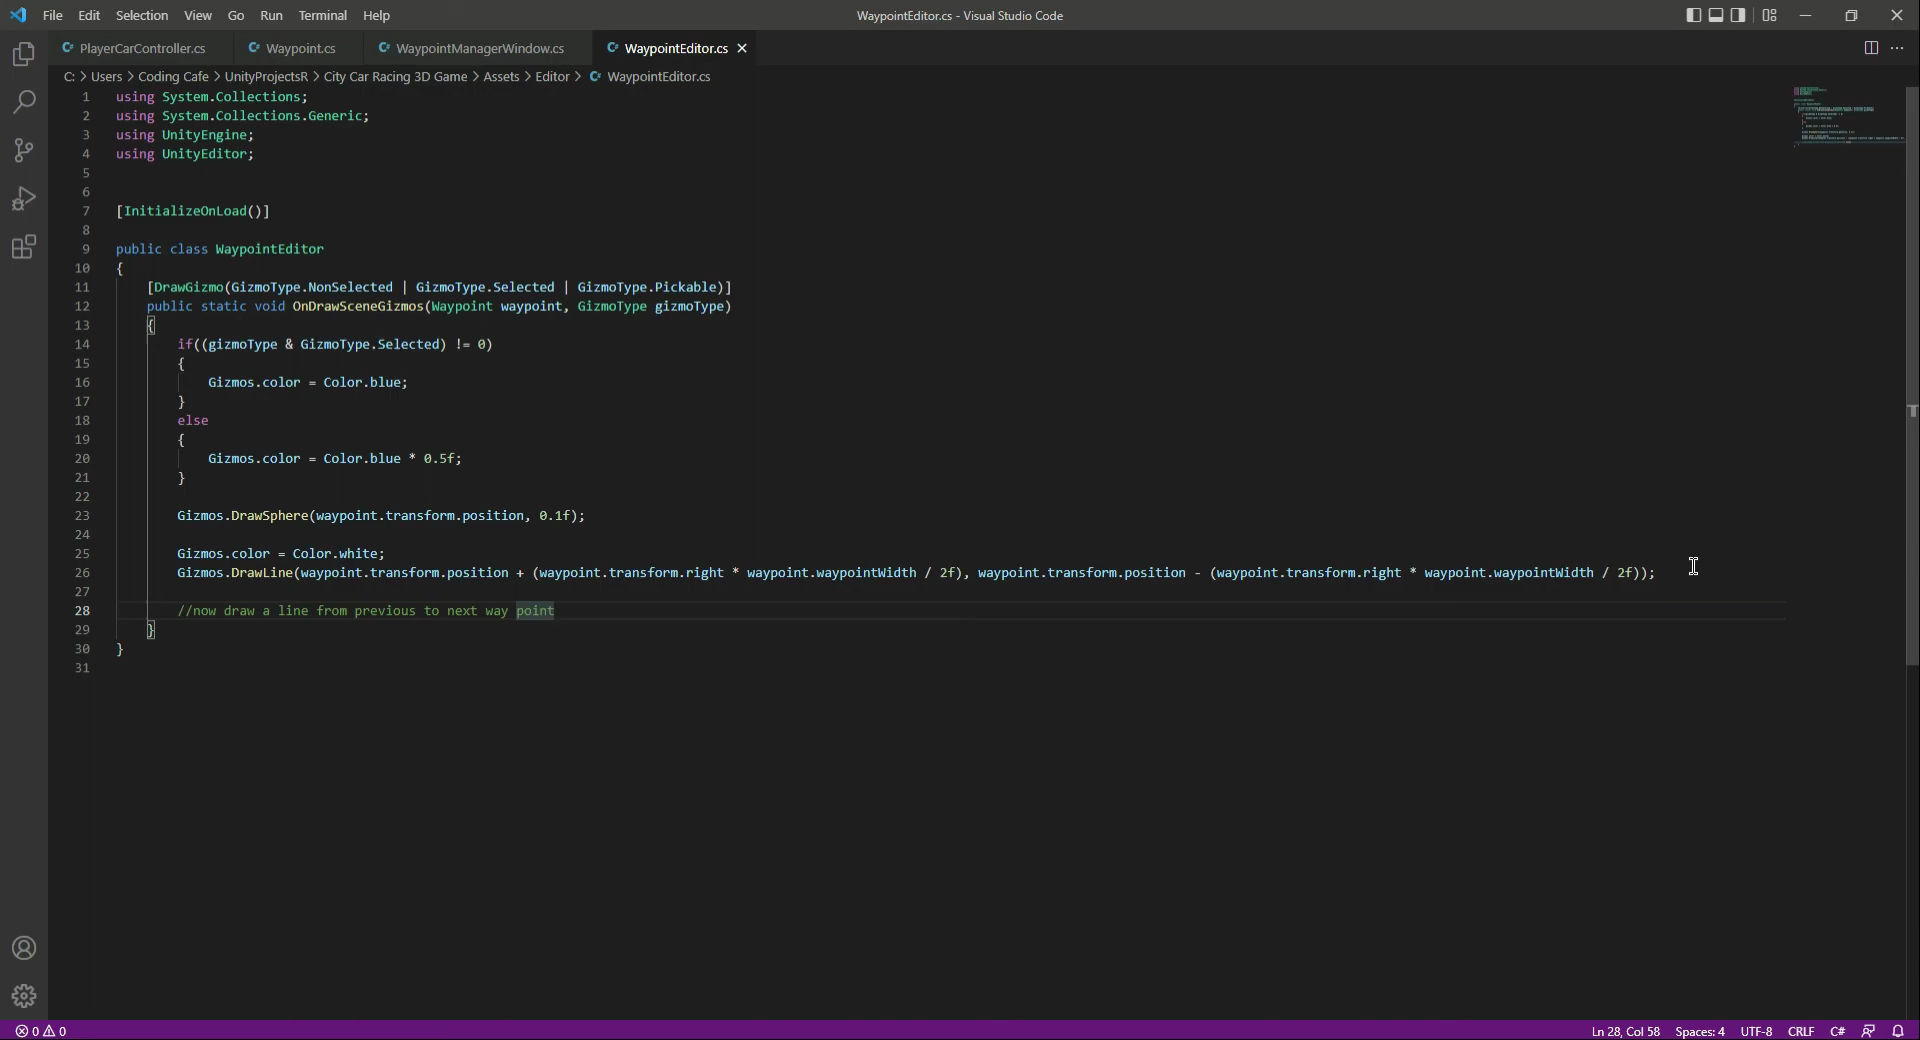 File Edit Selection View Go Run Terminal Help WaypointEditor.cs - Visual Studio Code
PlayerCarController.cs Waypoint.cs WaypointManagerWindow.cs WaypointEditor.cs
C: > Users > Coding Cafe > UnityProjectsR > City Car Racing 3D Game > Assets > Editor > WaypointEditor.cs
1 using System.Collections;
2 using System.Collections.Generic;
3 using UnityEngine;
4 using UnityEditor;
5
6
7 [InitializeOnLoad()]
8
9 public class WaypointEditor
10 {
11 [DrawGizmo(GizmoType.NonSelected | GizmoType.Selected | GizmoType.Pickable)]
12 public static void OnDrawSceneGizmos(Waypoint waypoint, GizmoType gizmoType)
13 {
14 if((gizmoType & GizmoType.Selected) != 0)
15 {
16 Gizmos.color = Color.blue;
17 }
18 else
19 {
20 Gizmos.color = Color.blue * 0.5f;
21 }
22
23 Gizmos.DrawSphere(waypoint.transform.position, 0.1f);
24
25 Gizmos.color = Color.white;
26 Gizmos.DrawLine(waypoint.transform.position + (waypoint.transform.right * waypoint.waypointWidth / 2f), waypoint.transform.position - (waypoint.transform.right * waypoint.waypointWidth / 2f));
27
28 //now draw a line from previous to next way point
29 }
30 }
31
0 0 Ln 28, Col 58 Spaces: 4 UTF-8 CRLF C#